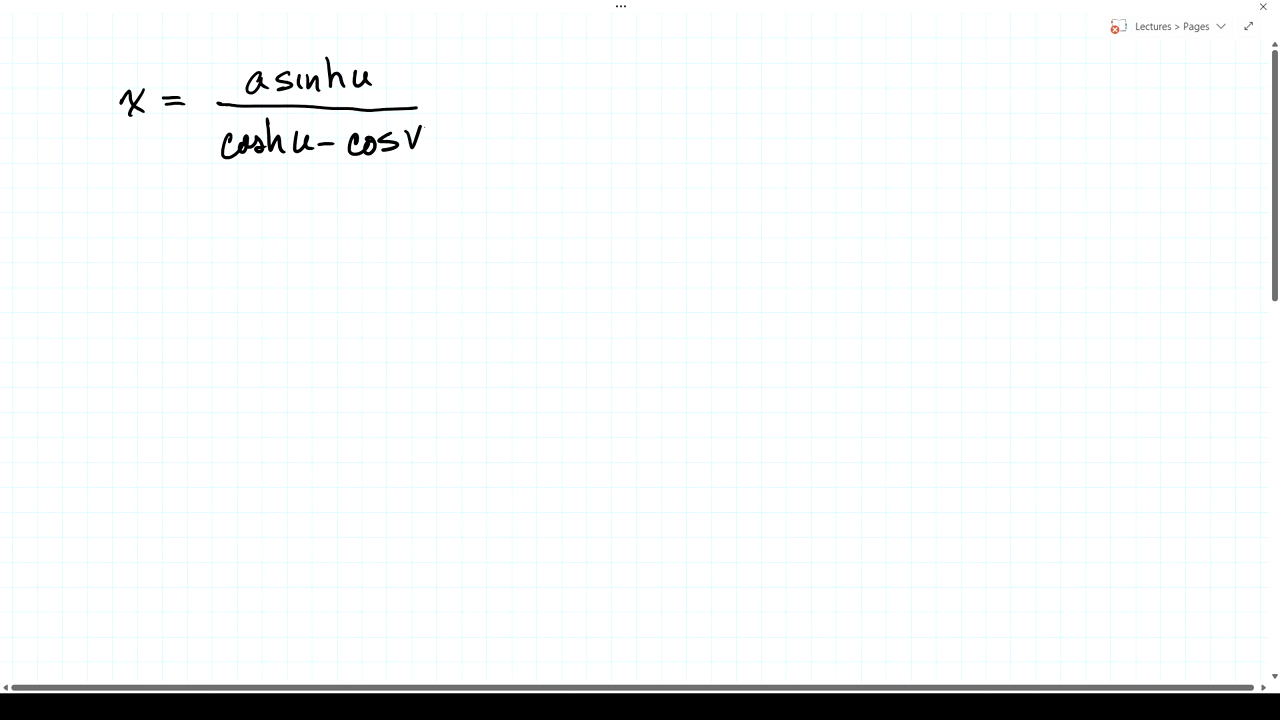 Lectures > Pages
x = a sinh u / cosh u - cos v